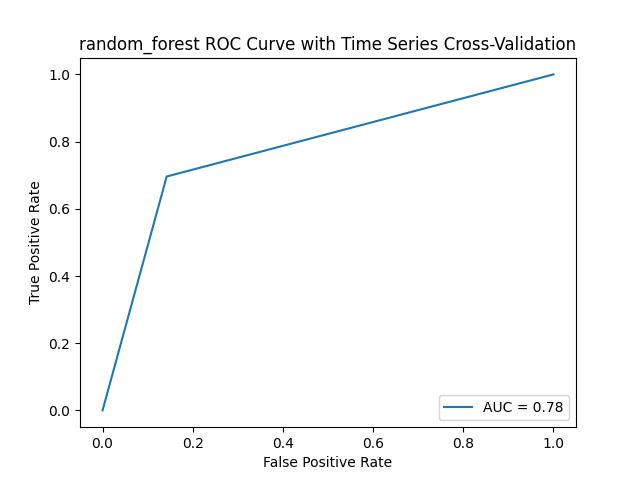 random_forest ROC Curve with Time Series Cross-Validation
1.0
0.8
0.6
0.4
0.2
0.0
True Positive Rate
AUC = 0.78
0.0 0.2 0.4 0.6 0.8 1.0
False Positive Rate